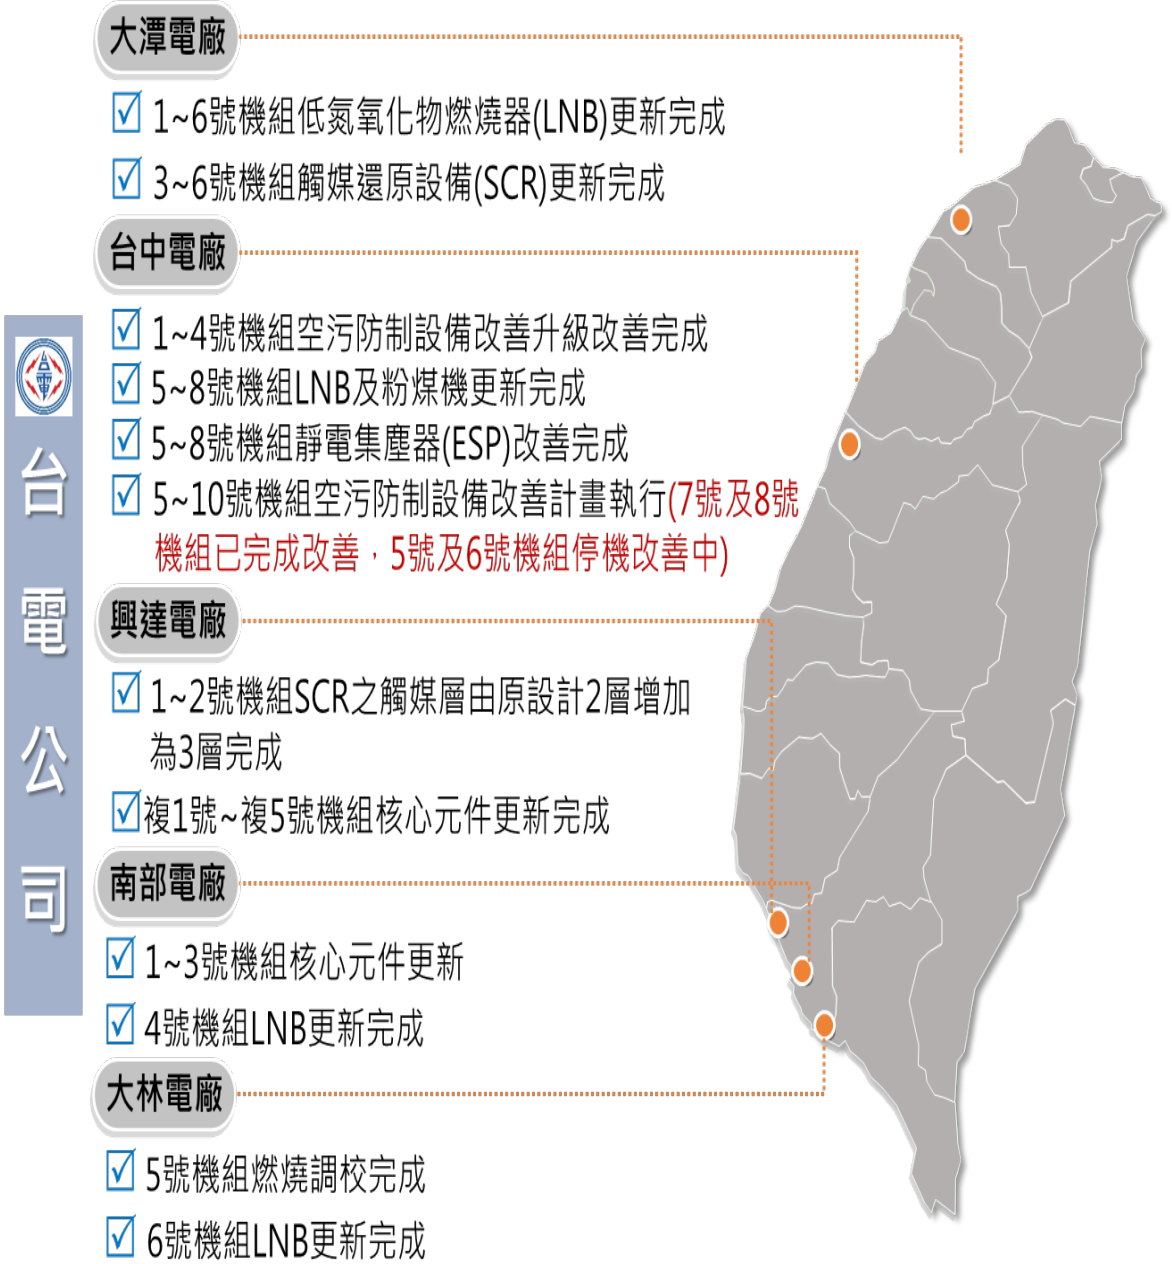 大潭電廠
1~6號機組低氮氧化物燃燒器(LNB)更新完成
3~6號機組觸媒還原設備(SCR)更新完成
台中電廠
1~4號機組空污防制設備改善升級改善完成
5~8號機組LNB及粉煤機更新完成
5~8號機組靜電集塵器(ESP)改善完成
5~10號機組空污防制設備改善計畫執行(7號及8號
機組已完成改善，5號及6號機組停機改善中)
興達電廠
1~2號機組SCR之觸媒層由原設計2層增加
為3層完成
複1號~複5號機組核心元件更新完成
南部電廠
1~3號機組核心元件更新
4號機組LNB更新完成
大林電廠
5號機組燃燒調校完成
6號機組LNB更新完成
台電
台電公司